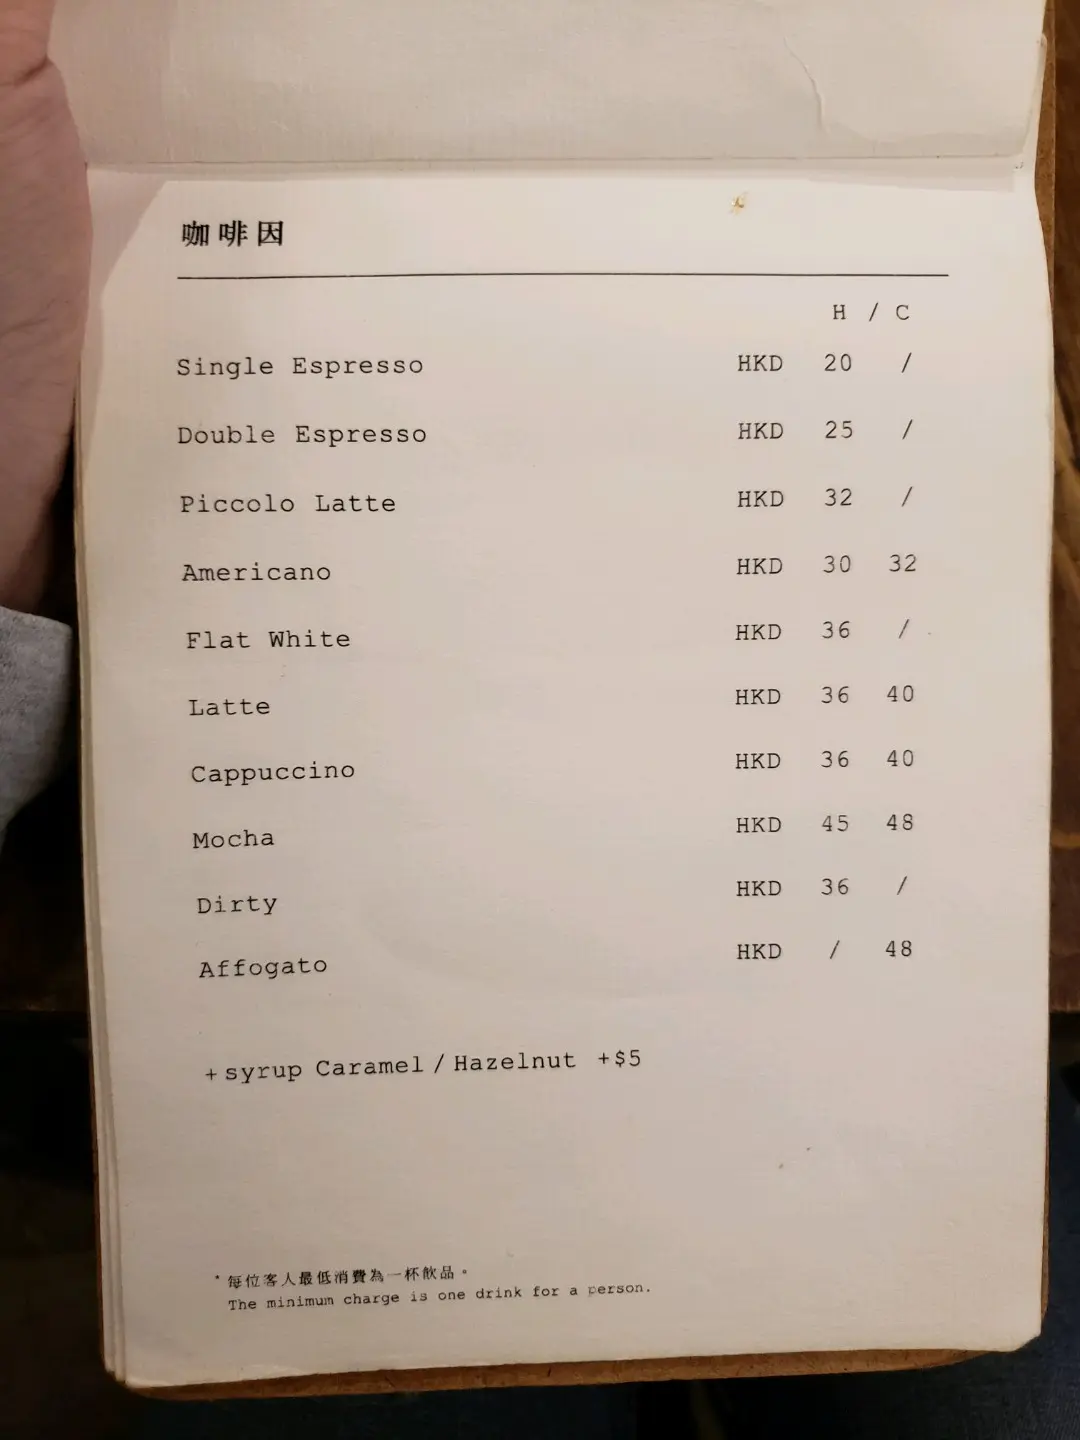 咖啡因
H / C
Single Espresso HKD 20 /
Double Espresso HKD 25 /
Piccolo Latte HKD 32 /
Americano HKD 30 32
Flat White HKD 36 /
Latte HKD 36 40
Cappuccino HKD 36 40
Mocha HKD 45 48
Dirty HKD 36 /
Affogato HKD / 48
+ syrup Caramel / Hazelnut +$5
* 每位客人最低消費為一杯飲品。
The minimum charge is one drink for a person.